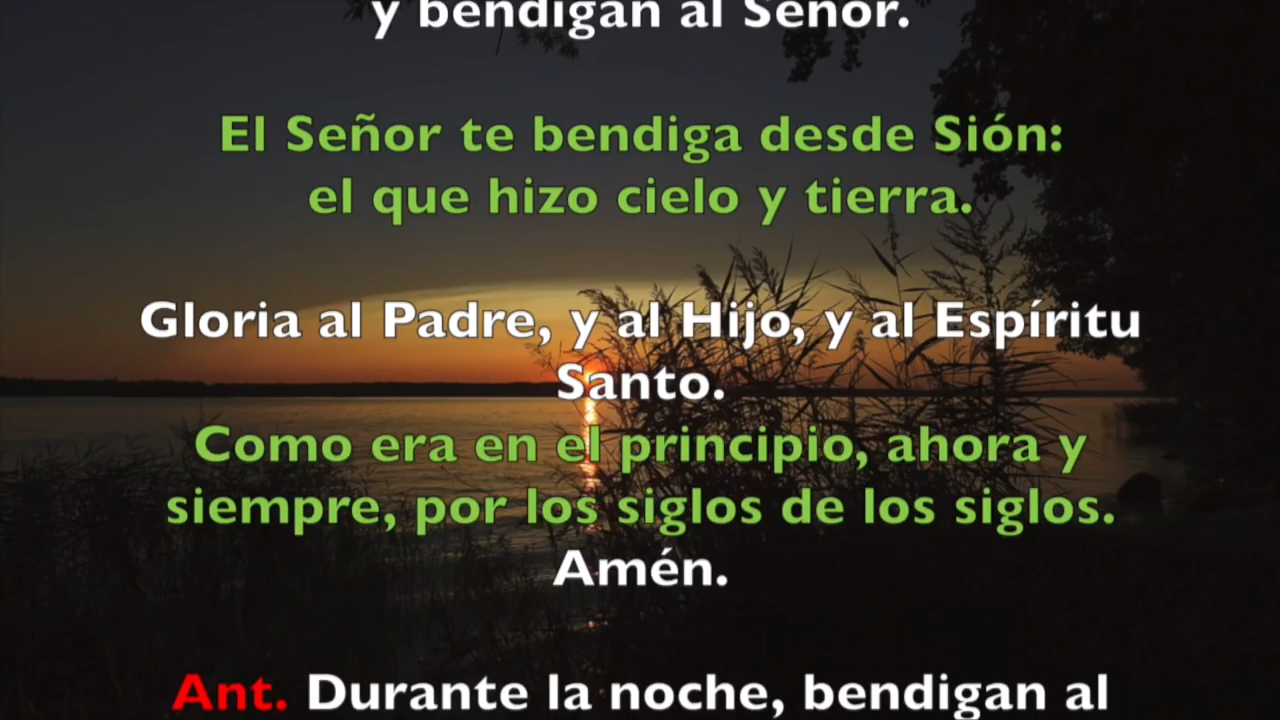 y bendigan al Señor.
El Señor te bendiga desde Sión:
el que hizo cielo y tierra.
Gloria al Padre, y al Hijo, y al Espíritu
Santo.
Como era en el principio, ahora y
siempre, por los siglos de los siglos.
Amén.
Ant. Durante la noche, bendigan al